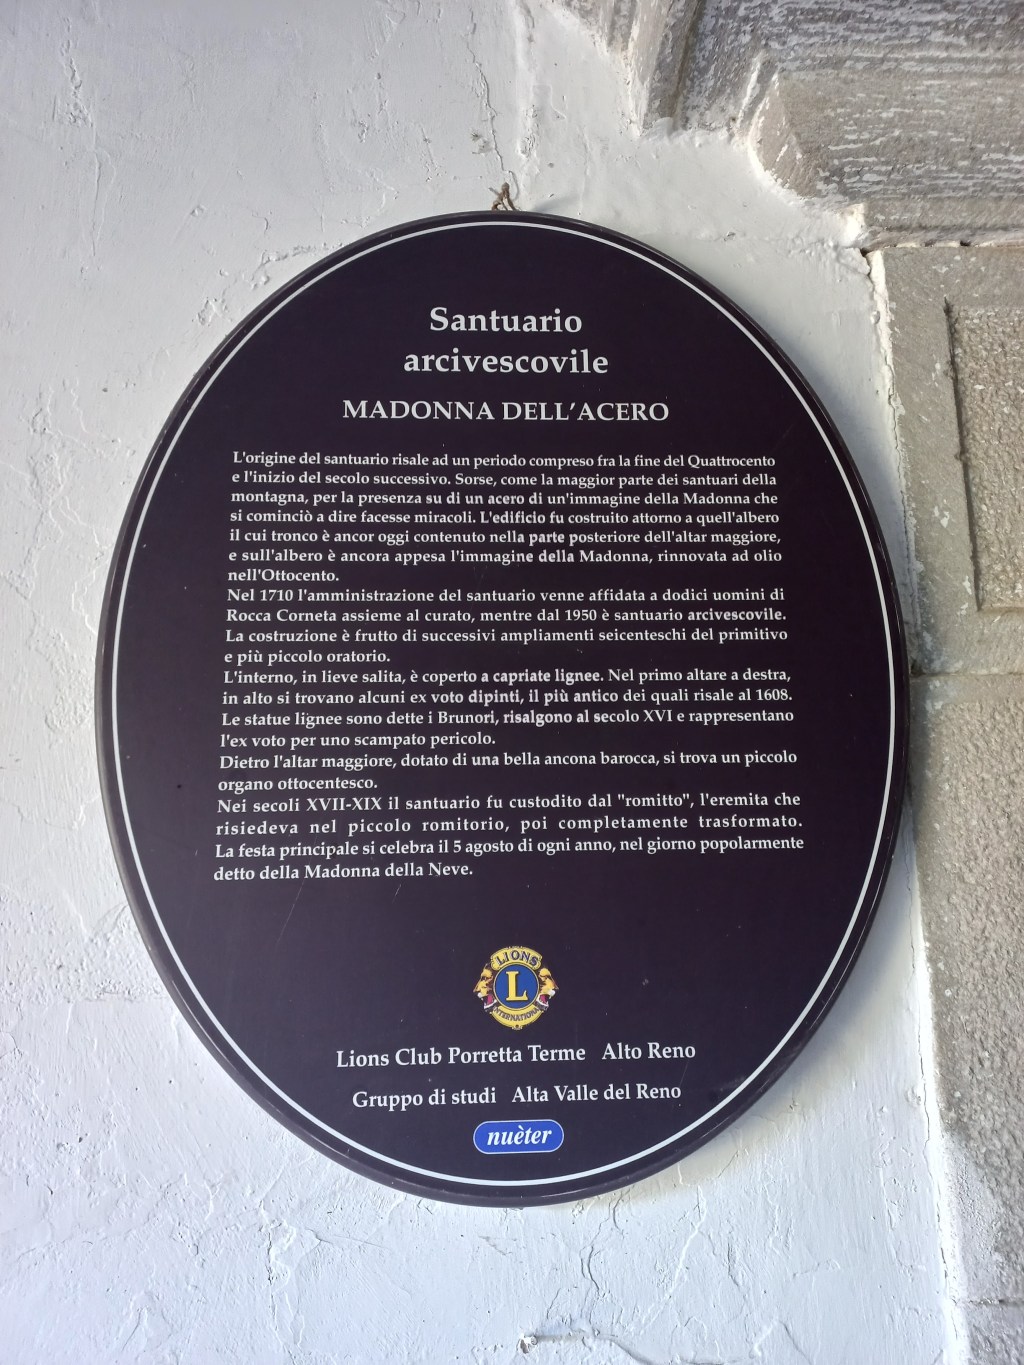 Santuario
arcivescovile
MADONNA DELL'ACERO
L'origine del santuario risale ad un periodo compreso fra la fine del Quattrocento
e l'inizio del secolo successivo. Sorse, come la maggior parte dei santuari della
montagna, per la presenza su di un acero di un'immagine della Madonna che
si cominciò a dire facesse miracoli. L'edificio fu costruito attorno a quell'albero
il cui tronco è ancor oggi contenuto nella parte posteriore dell'altar maggiore,
e sull'albero è ancora appesa l'immagine della Madonna, rinnovata ad olio
nell'Ottocento.
Nel 1710 l'amministrazione del santuario venne affidata a dodici uomini di
Rocca Corneta assieme al curato, mentre dal 1950 è santuario arcivescovile.
La costruzione è frutto di successivi ampliamenti seicenteschi del primitivo
e più piccolo oratorio.
L'interno, in lieve salita, è coperto a capriate lignee. Nel primo altare a destra,
in alto si trovano alcuni ex voto dipinti, il più antico dei quali risale al 1608.
Le statue lignee sono dette i Brunori, risalgono al secolo XVI e rappresentano
l'ex voto per uno scampato pericolo.
Dietro l'altar maggiore, dotato di una bella ancona barocca, si trova un piccolo
organo ottocentesco.
Nei secoli XVII-XIX il santuario fu custodito dal "romitto", l'eremita che
risiedeva nel piccolo romitorio, poi completamente trasformato.
La festa principale si celebra il 5 agosto di ogni anno, nel giorno popolarmente
detto della Madonna della Neve.
LIONS
L
INTERNATIONAL
Lions Club Porretta Terme Alto Reno
Gruppo di studi Alta Valle del Reno
nuèter